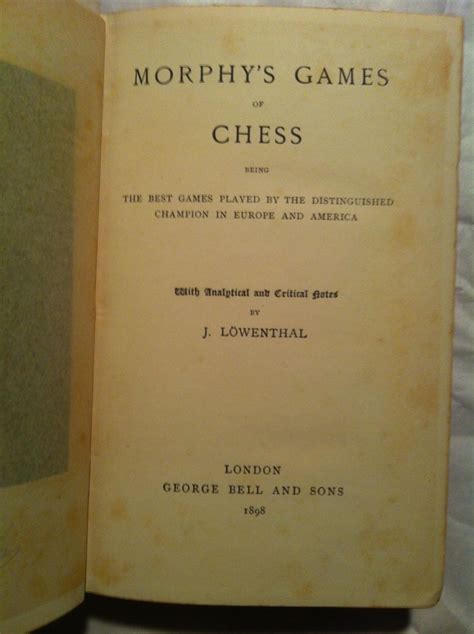 MORPHY'S GAMES
OF
CHESS
BEING
THE BEST GAMES PLAYED BY THE DISTINGUISHED
CHAMPION IN EUROPE AND AMERICA
With Analytical and Critical Notes
BY
J. LÖWENTHAL
LONDON
GEORGE BELL AND SONS
1898